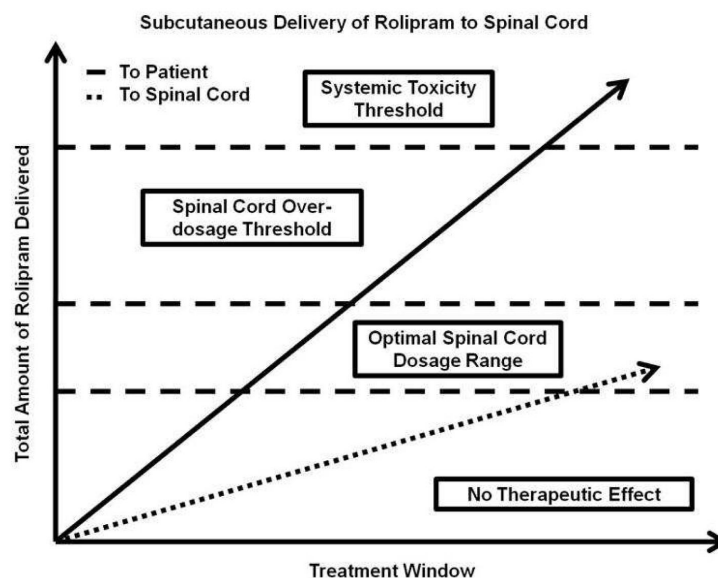 Subcutaneous Delivery of Rolipram to Spinal Cord
To Patient
To Spinal Cord
Systemic Toxicity
Threshold
Spinal Cord Over-
dosage Threshold
Optimal Spinal Cord
Dosage Range
No Therapeutic Effect
Total Amount of Rolipram Delivered
Treatment Window